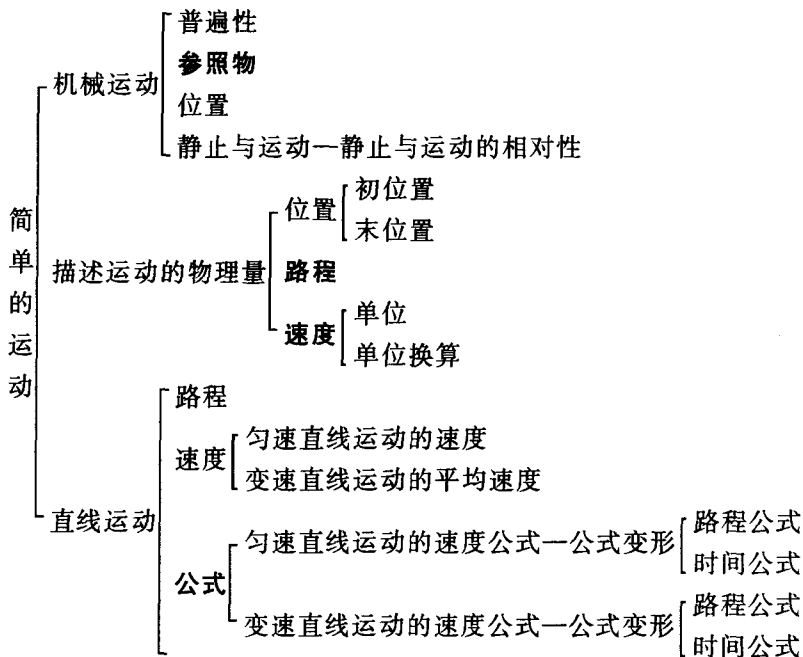 简单的运动
机械运动
普遍性
参照物
位置
静止与运动—静止与运动的相对性
描述运动的物理量
位置
初位置
末位置
路程
速度
单位
单位换算
直线运动
路程
速度
匀速直线运动的速度
变速直线运动的平均速度
公式
匀速直线运动的速度公式—公式变形
路程公式
时间公式
变速直线运动的速度公式—公式变形
路程公式
时间公式